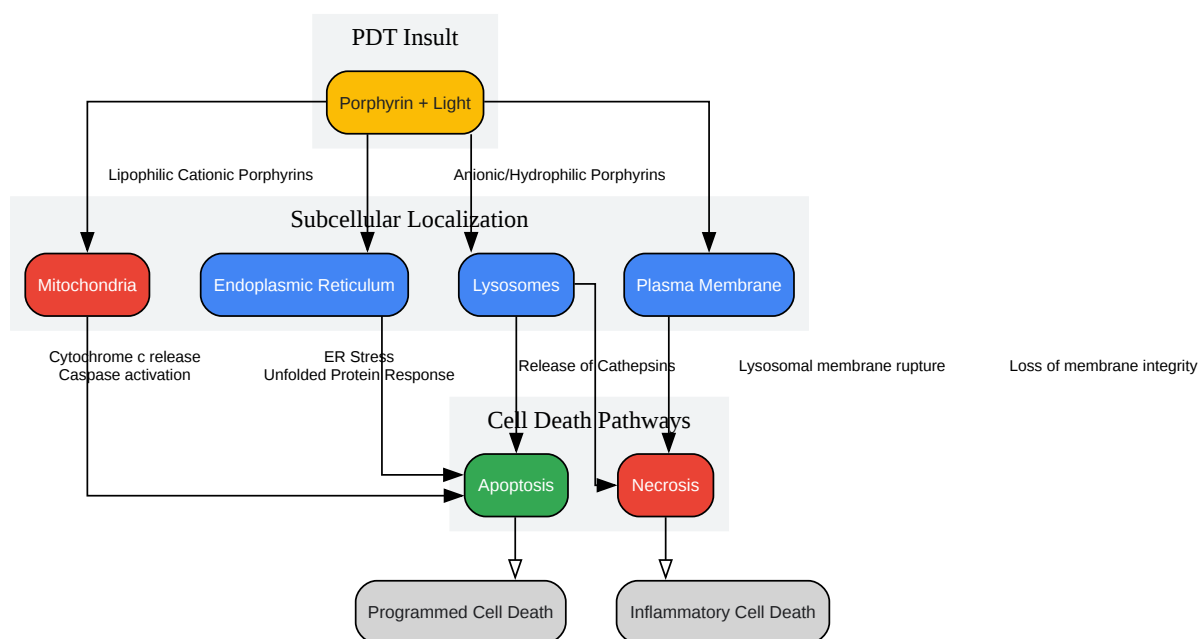 PDT Insult
Porphyrin + Light
Lipophilic Cationic Porphyrins
Anionic/Hydrophilic Porphyrins
Subcellular Localization
Mitochondria
Endoplasmic Reticulum
Lysosomes
Plasma Membrane
Cytochrome c release
Caspase activation
ER Stress
Unfolded Protein Response
Release of Cathepsins
Lysosomal membrane rupture
Loss of membrane integrity
Cell Death Pathways
Apoptosis
Necrosis
Programmed Cell Death
Inflammatory Cell Death